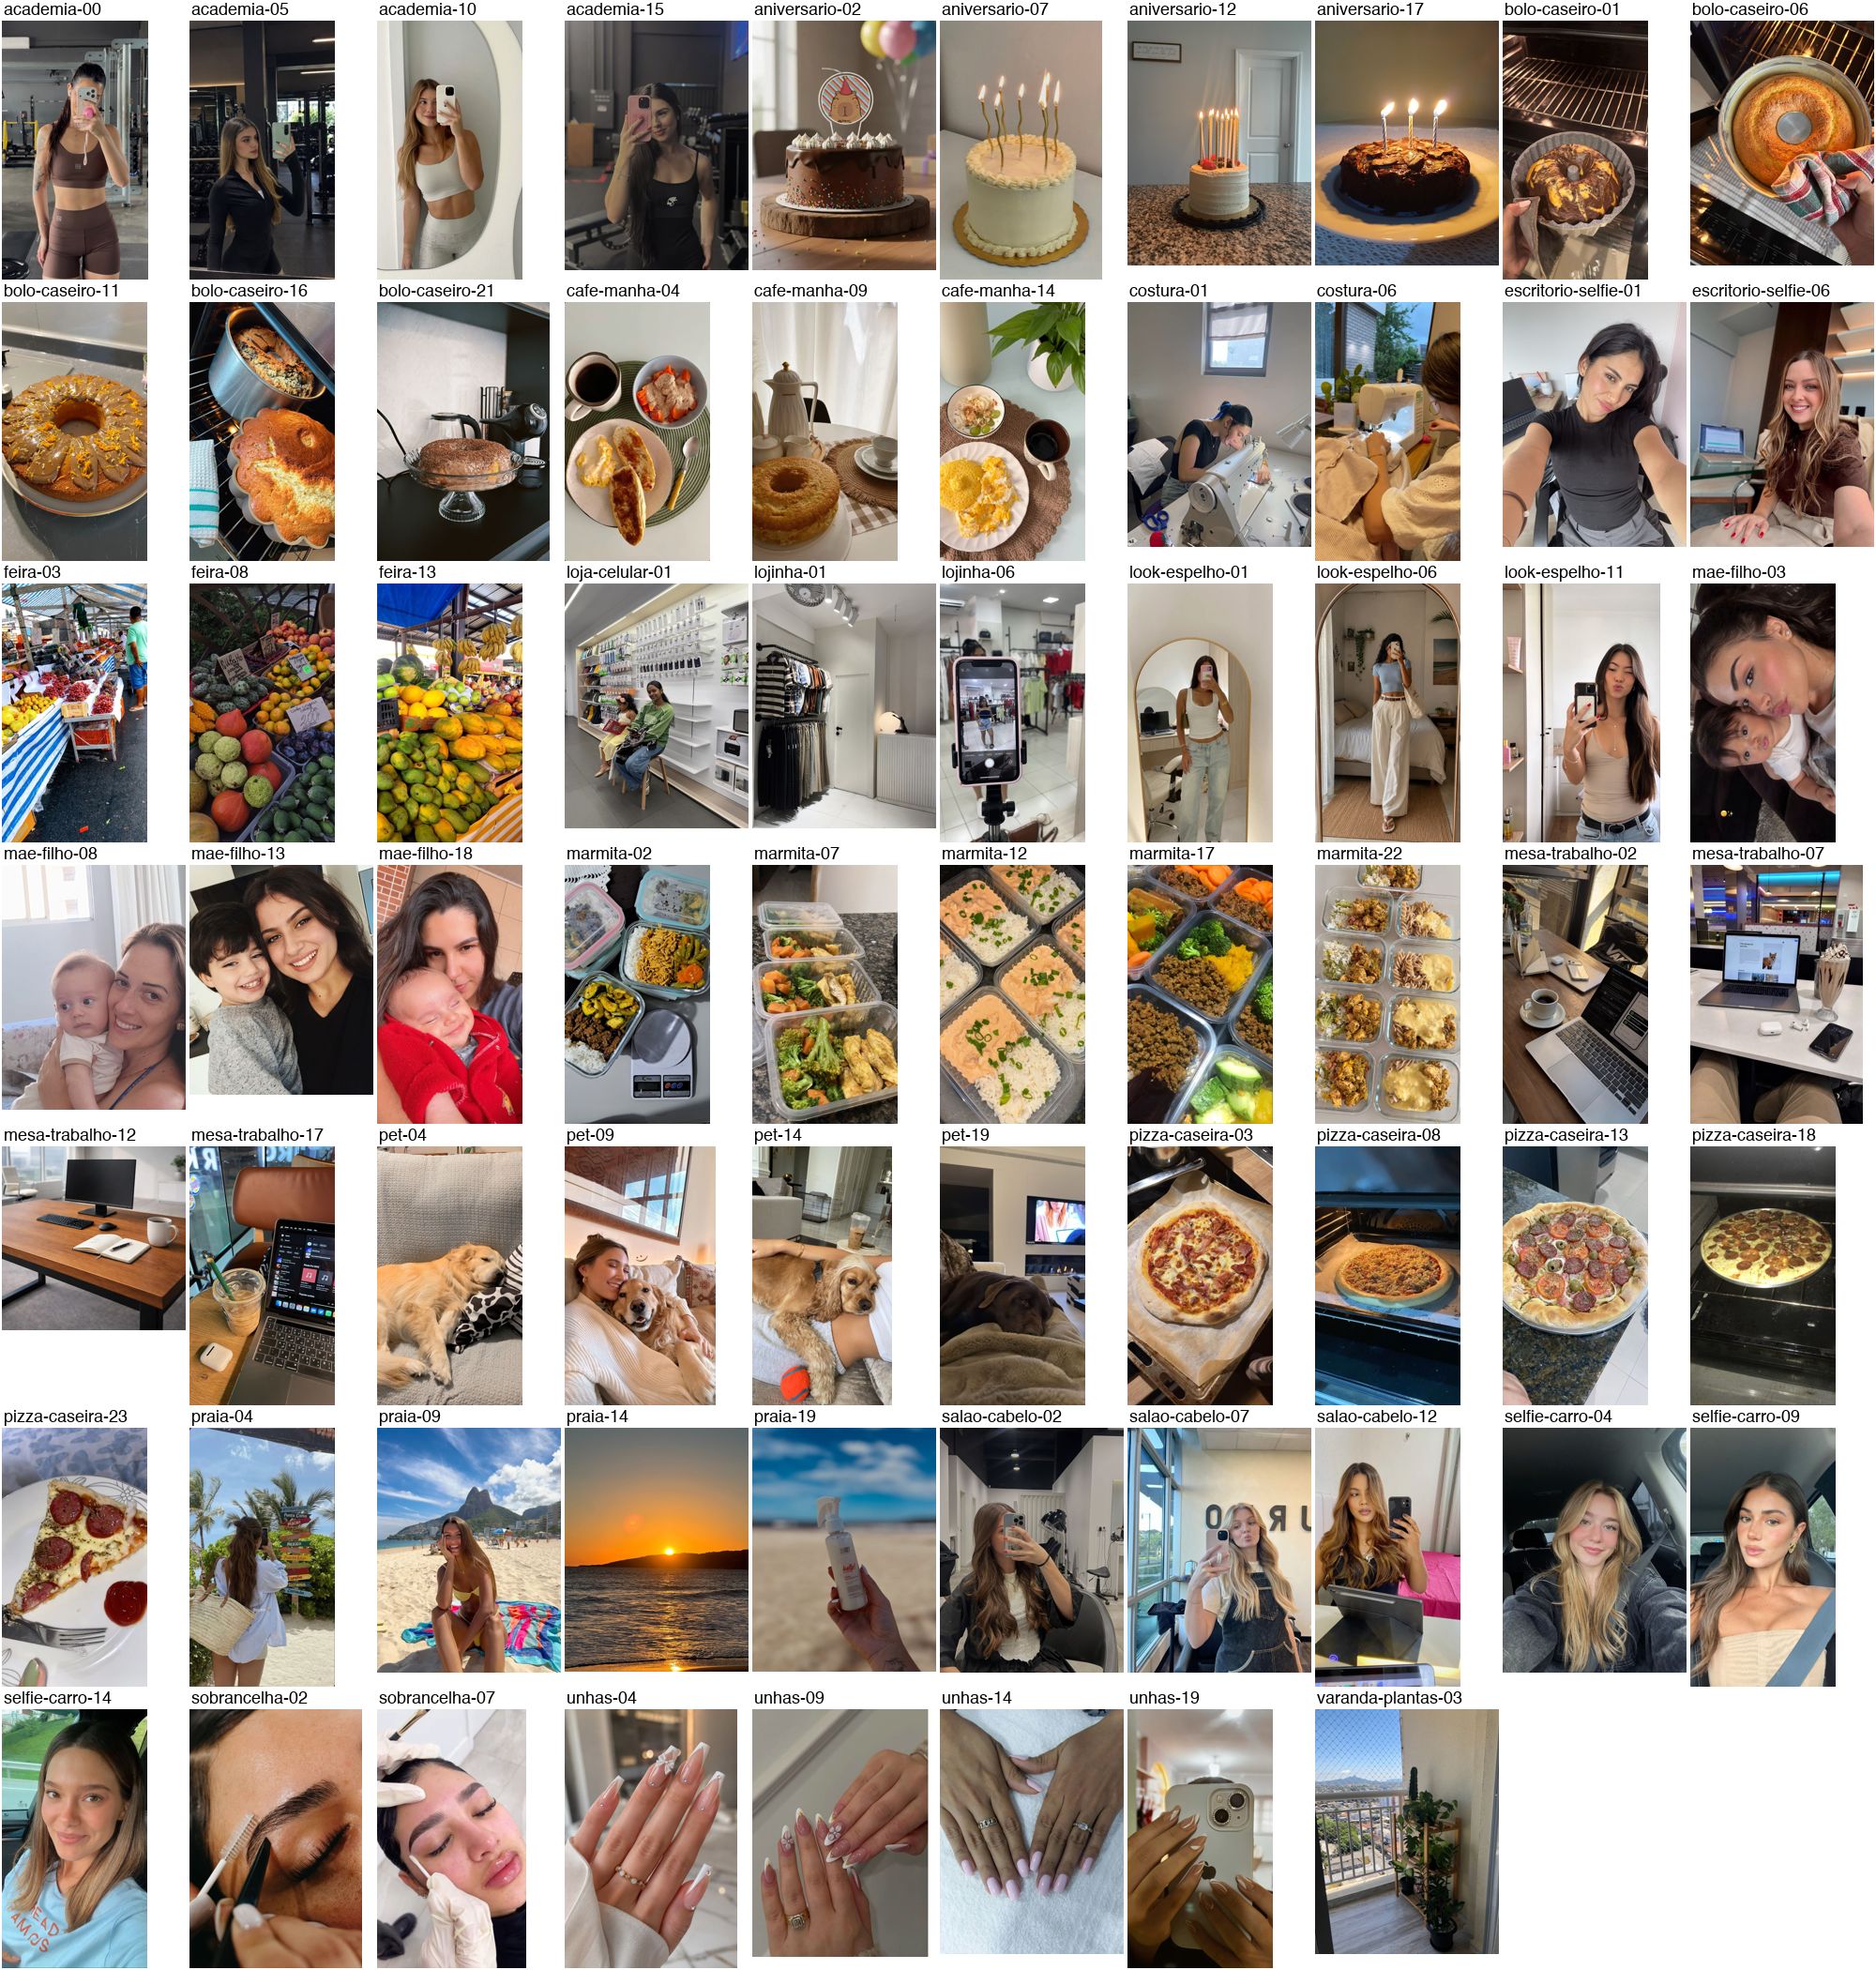 academia-00
academia-05
academia-10
academia-15
aniversario-02
aniversario-07
aniversario-12
aniversario-17
bolo-caseiro-01
bolo-caseiro-06
bolo-caseiro-11
bolo-caseiro-16
bolo-caseiro-21
cafe-manha-04
cafe-manha-09
cafe-manha-14
costura-01
costura-06
escritorio-selfie-01
escritorio-selfie-06
feira-03
feira-08
feira-13
loja-celular-01
lojinha-01
lojinha-06
look-espelho-01
look-espelho-06
look-espelho-11
mae-filho-03
mae-filho-08
mae-filho-13
mae-filho-18
marmita-02
marmita-07
marmita-12
marmita-17
marmita-22
mesa-trabalho-02
mesa-trabalho-07
mesa-trabalho-12
mesa-trabalho-17
pet-04
pet-09
pet-14
pet-19
pizza-caseira-03
pizza-caseira-08
pizza-caseira-13
pizza-caseira-18
pizza-caseira-23
praia-04
praia-09
praia-14
praia-19
salao-cabelo-02
salao-cabelo-07
salao-cabelo-12
selfie-carro-04
selfie-carro-09
selfie-carro-14
sobrancelha-02
sobrancelha-07
unhas-04
unhas-09
unhas-14
unhas-19
varanda-plantas-03